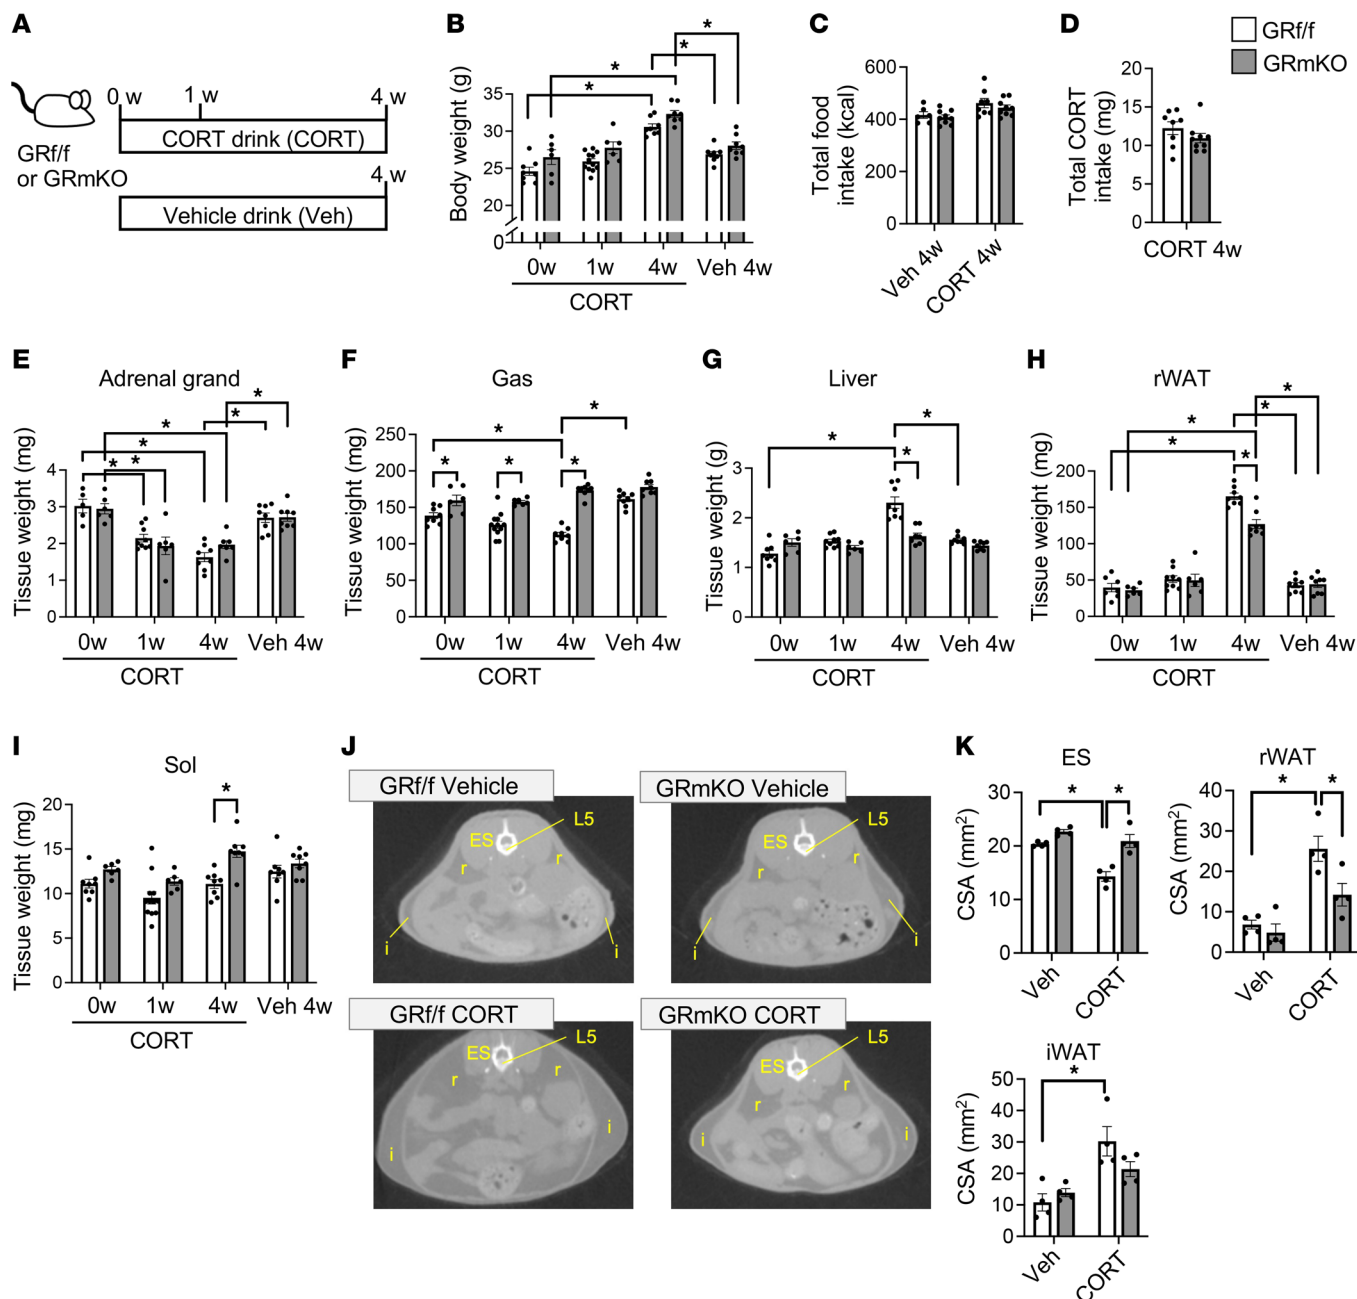 A
0 w
1 w
4 w
CORT drink (CORT)
GRf/f
or GRmKO
4 w
Vehicle drink (Veh)
B
Body weight (g)
35
30
25
20
0
* * * *
0w 1w 4w Veh 4w
CORT
C
Total food
intake (kcal)
600
400
200
0
Veh 4w
CORT 4w
D
Total CORT
intake (mg)
20
15
10
5
0
CORT 4w
GRf/f
GRmKO
E
Adrenal grand
Tissue weight (mg)
4
3
2
1
0
* * * * * *
0w 1w 4w Veh 4w
CORT
F
Gas
Tissue weight (mg)
250
200
150
100
50
0
* * * * *
0w 1w 4w Veh 4w
CORT
G
Liver
Tissue weight (g)
3
2
1
0
* * *
0w 1w 4w Veh 4w
CORT
H
rWAT
Tissue weight (mg)
200
150
100
50
0
* * * * *
0w 1w 4w Veh 4w
CORT
I
Sol
Tissue weight (mg)
20
15
10
5
0
*
0w 1w 4w Veh 4w
CORT
J
GRf/f Vehicle
ES
L5
r
r
i
i
GRmKO Vehicle
ES
L5
r
r
i
i
GRf/f CORT
ES
L5
r
r
i
i
GRmKO CORT
ES
L5
r
r
i
i
K
ES
CSA (mm²)
30
20
10
0
* *
Veh
CORT
rWAT
CSA (mm²)
40
30
20
10
0
* *
Veh
CORT
iWAT
CSA (mm²)
50
40
30
20
10
0
*
Veh
CORT